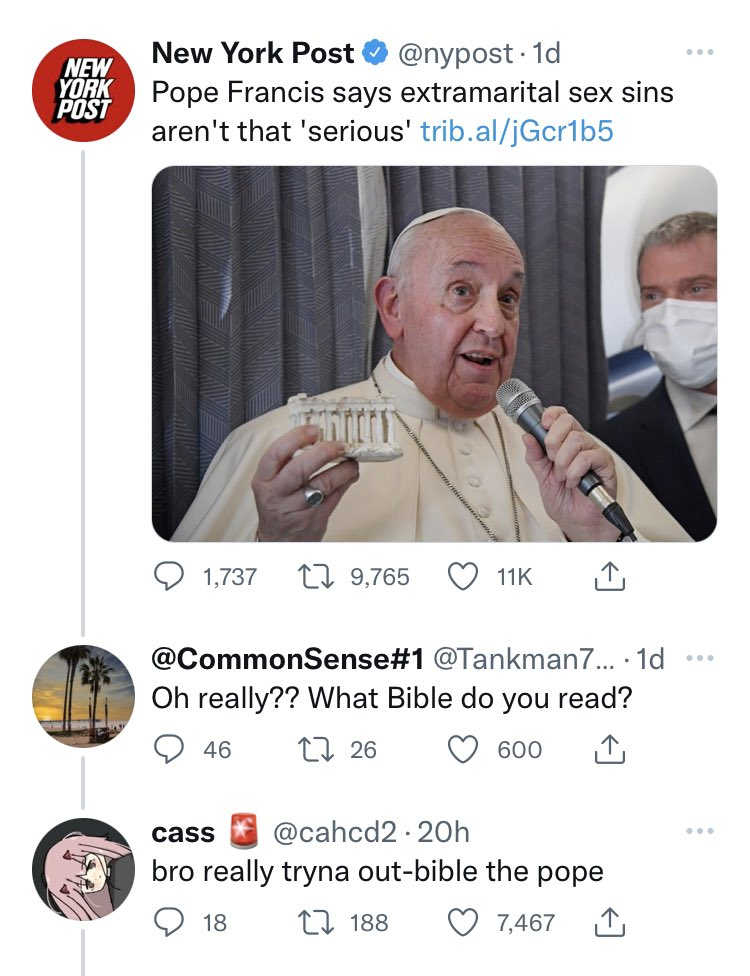 NEW
YORK
POST
New York Post @nypost · 1d
Pope Francis says extramarital sex sins
aren't that 'serious' trib.al/jGcr1b5
1,737 9,765 11K
@CommonSense#1 @Tankman7... · 1d
Oh really?? What Bible do you read?
46 26 600
cass 🚨 @cahcd2 · 20h
bro really tryna out-bible the pope
18 188 7,467